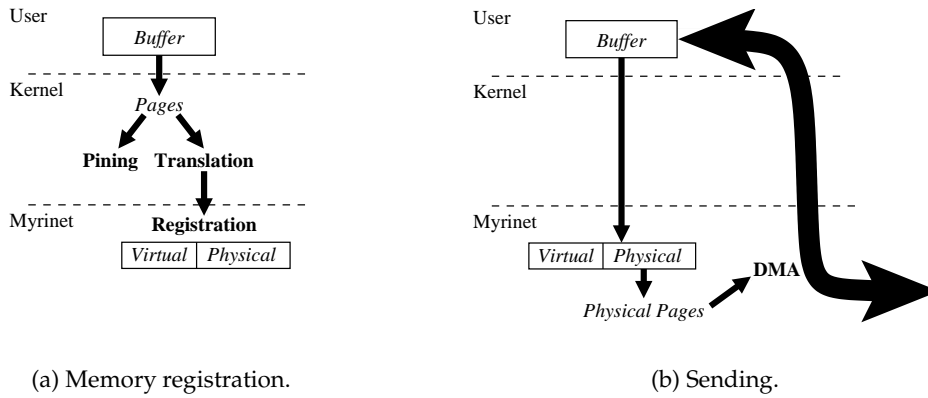 User
Buffer
Kernel
Pages
Pining Translation
Myrinet
Registration
Virtual Physical
(a) Memory registration.
User
Buffer
Kernel
Myrinet
Virtual Physical
DMA
Physical Pages
(b) Sending.